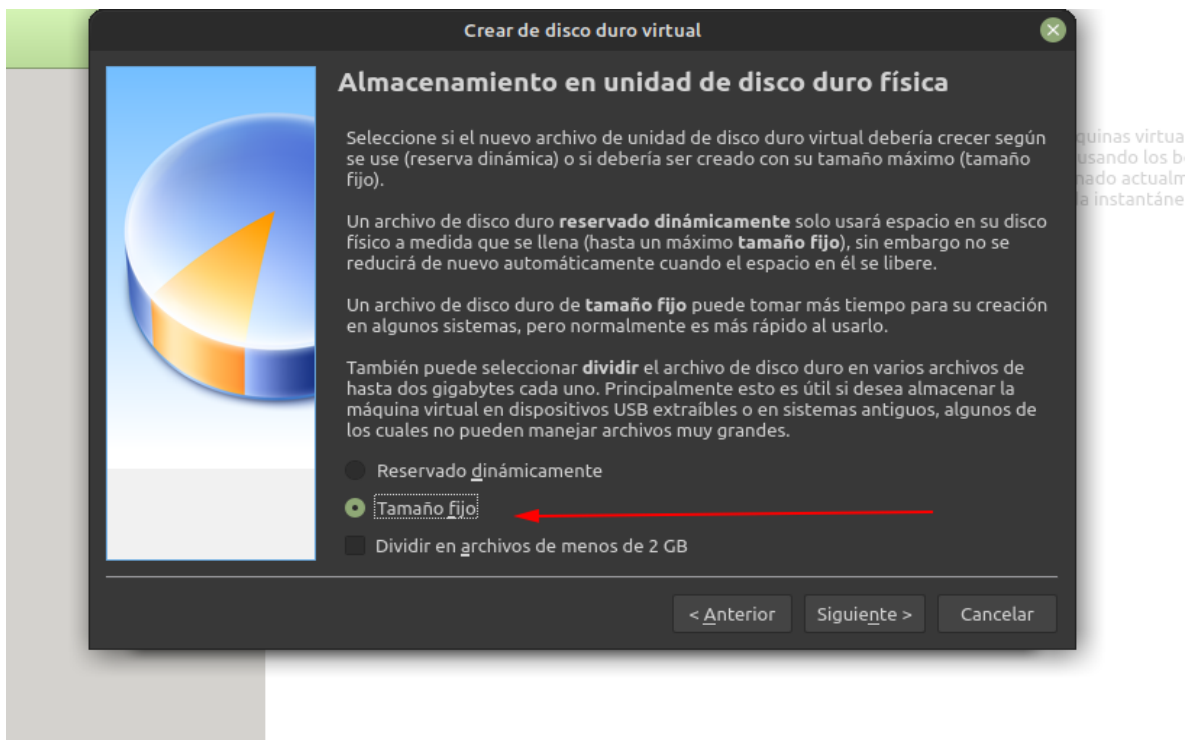 Crear de disco duro virtual
Almacenamiento en unidad de disco duro física
Seleccione si el nuevo archivo de unidad de disco duro virtual debería crecer según
se use (reserva dinámica) o si debería ser creado con su tamaño máximo (tamaño
fijo).
Un archivo de disco duro reservado dinámicamente solo usará espacio en su disco
físico a medida que se llena (hasta un máximo tamaño fijo), sin embargo no se
reducirá de nuevo automáticamente cuando el espacio en él se libere.
Un archivo de disco duro de tamaño fijo puede tomar más tiempo para su creación
en algunos sistemas, pero normalmente es más rápido al usarlo.
También puede seleccionar dividir el archivo de disco duro en varios archivos de
hasta dos gigabytes cada uno. Principalmente esto es útil si desea almacenar la
máquina virtual en dispositivos USB extraíbles o en sistemas antiguos, algunos de
los cuales no pueden manejar archivos muy grandes.
Reservado dinámicamente
Tamaño fijo
Dividir en archivos de menos de 2 GB
< Anterior
Siguiente >
Cancelar
quinas virtua
usando los b
nado actualm
la instantáne